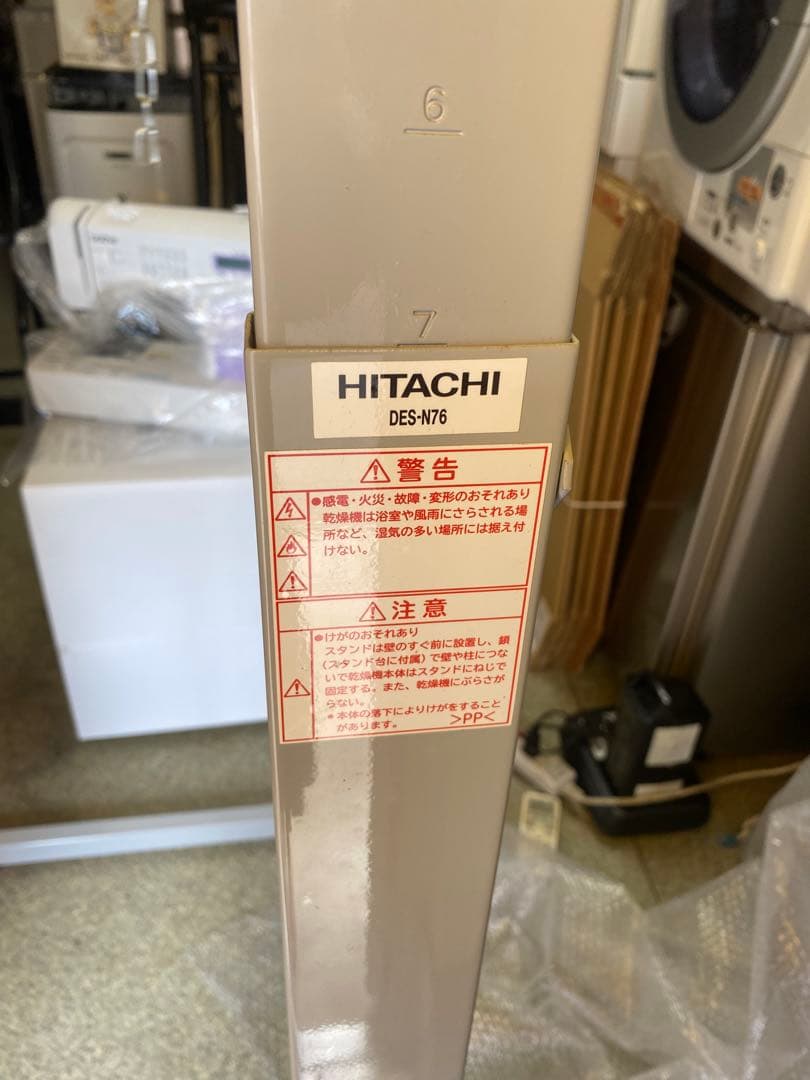 6
7
HITACHI
DES-N76
警告
●感電・火災・故障・変形のおそれあり
乾燥機は浴室や風雨にさらされる場
所など、湿気の多い場所には据え付
けない。
注意
●けがのおそれあり
スタンドは壁のすぐ前に設置し、鎖
(スタンド台に付属)で壁や柱につな
いで乾燥機本体はスタンドにねじで
固定する。また、乾燥機にぶらさが
らない。
*本体の落下によりけがをすること
があります。 >PP<